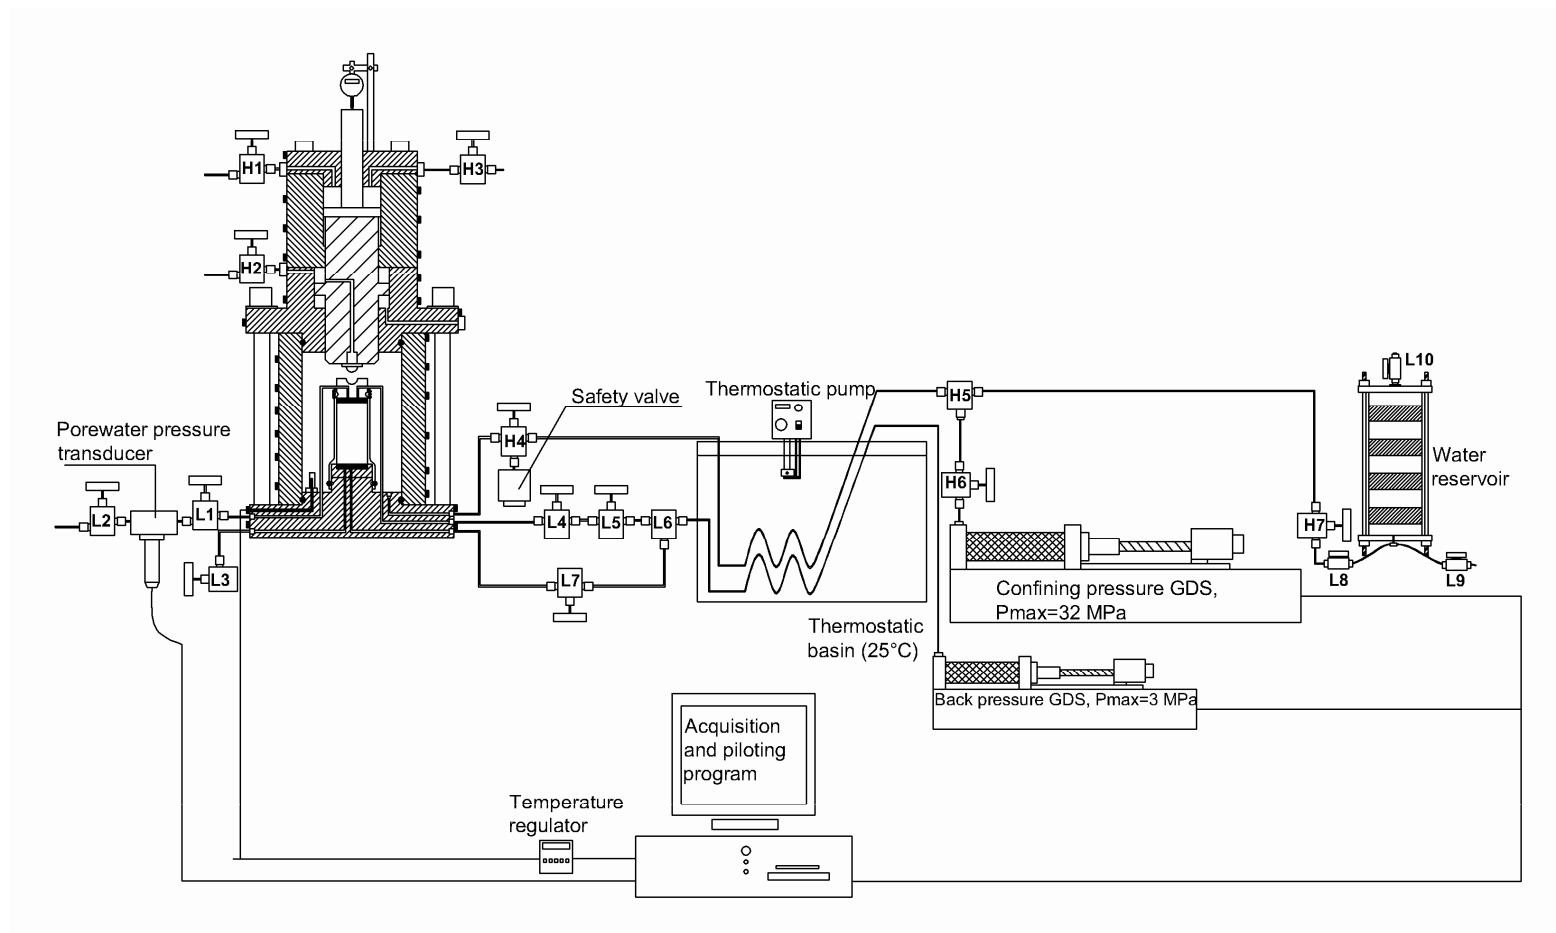 H1
H3
H2
L10
Thermostatic pump
Safety valve
H5
Porewater pressure
transducer
H4
Water
reservoir
H6
L2
L1
L4
L5
L6
H7
L3
L7
L8
L9
Confining pressure GDS,
Pmax=32 MPa
Thermostatic
basin (25°C)
Back pressure GDS, Pmax=3 MPa
Acquisition
and piloting
program
Temperature
regulator